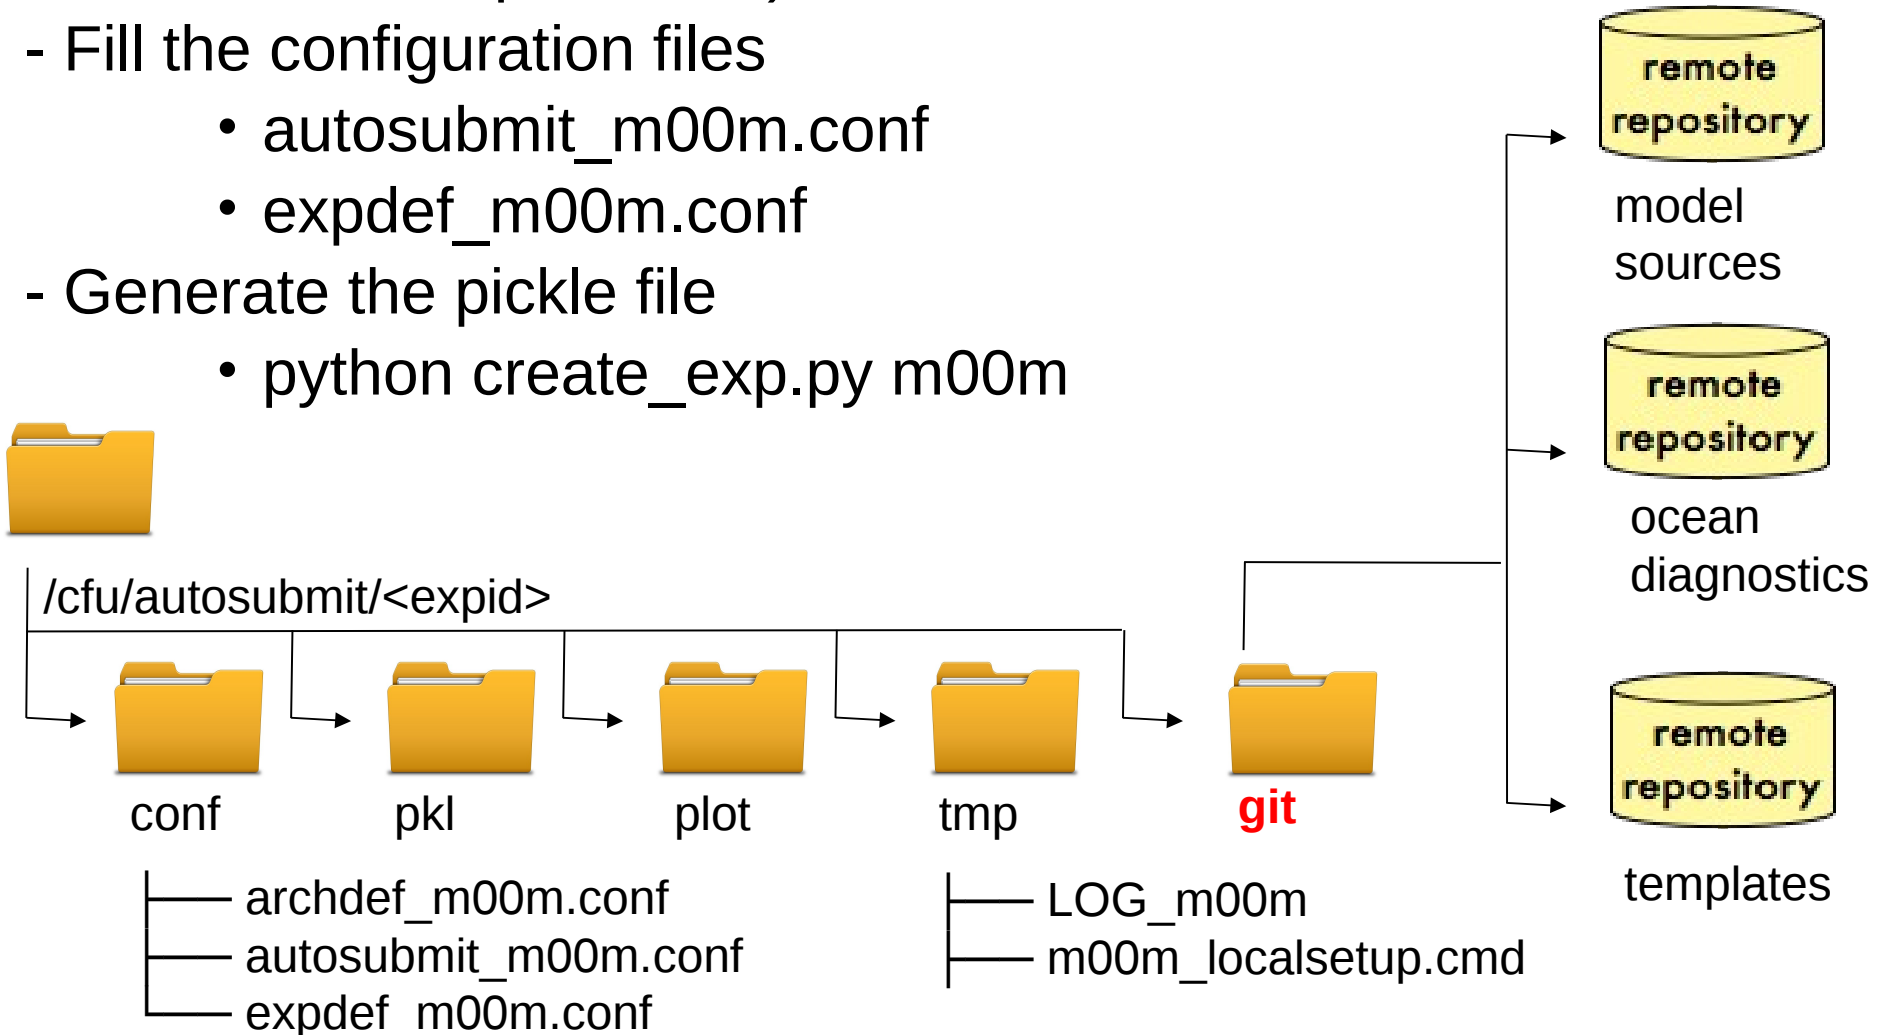 - Fill the configuration files
• autosubmit_m00m.conf
• expdef_m00m.conf
- Generate the pickle file
• python create_exp.py m00m
remote
repository
model
sources
remote
repository
ocean
diagnostics
/cfu/autosubmit/<expid>
conf
pkl
plot
tmp
git
remote
repository
templates
archdef_m00m.conf
autosubmit_m00m.conf
expdef_m00m.conf
LOG_m00m
m00m_localsetup.cmd